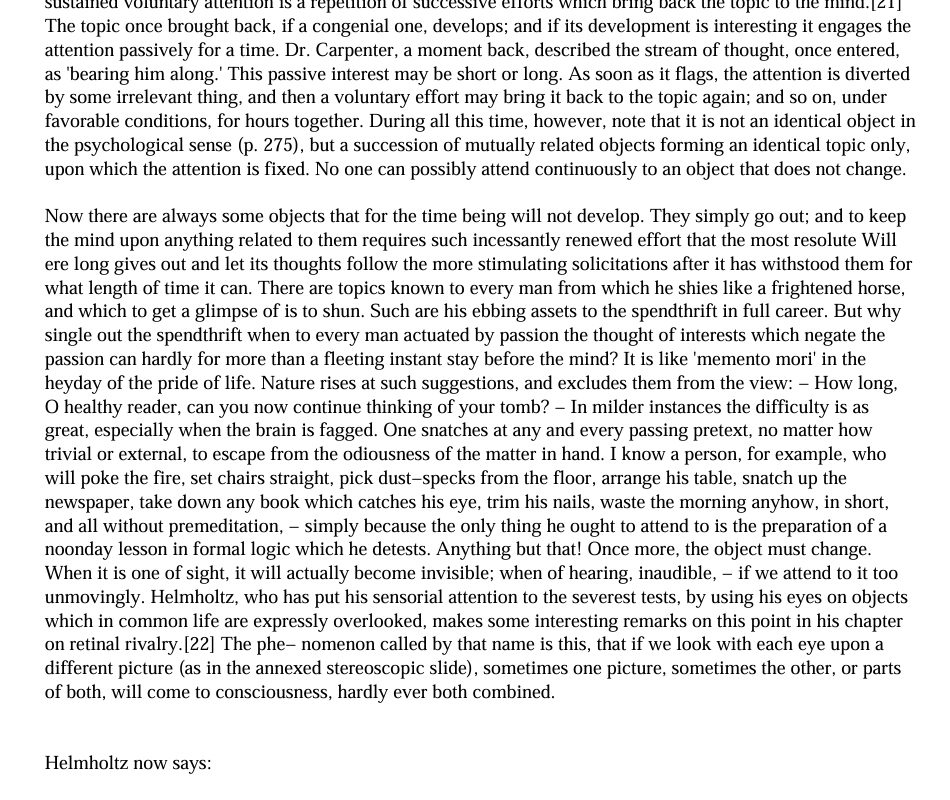 sustained voluntary attention is a repetition of successive efforts which bring back the topic to the mind.[21]
The topic once brought back, if a congenial one, develops; and if its development is interesting it engages the
attention passively for a time. Dr. Carpenter, a moment back, described the stream of thought, once entered,
as 'bearing him along.' This passive interest may be short or long. As soon as it flags, the attention is diverted
by some irrelevant thing, and then a voluntary effort may bring it back to the topic again; and so on, under
favorable conditions, for hours together. During all this time, however, note that it is not an identical object in
the psychological sense (p. 275), but a succession of mutually related objects forming an identical topic only,
upon which the attention is fixed. No one can possibly attend continuously to an object that does not change.
Now there are always some objects that for the time being will not develop. They simply go out; and to keep
the mind upon anything related to them requires such incessantly renewed effort that the most resolute Will
ere long gives out and let its thoughts follow the more stimulating solicitations after it has withstood them for
what length of time it can. There are topics known to every man from which he shies like a frightened horse,
and which to get a glimpse of is to shun. Such are his ebbing assets to the spendthrift in full career. But why
single out the spendthrift when to every man actuated by passion the thought of interests which negate the
passion can hardly for more than a fleeting instant stay before the mind? It is like 'memento mori' in the
heyday of the pride of life. Nature rises at such suggestions, and excludes them from the view: – How long,
O healthy reader, can you now continue thinking of your tomb? – In milder instances the difficulty is as
great, especially when the brain is fagged. One snatches at any and every passing pretext, no matter how
trivial or external, to escape from the odiousness of the matter in hand. I know a person, for example, who
will poke the fire, set chairs straight, pick dust–specks from the floor, arrange his table, snatch up the
newspaper, take down any book which catches his eye, trim his nails, waste the morning anyhow, in short,
and all without premeditation, – simply because the only thing he ought to attend to is the preparation of a
noonday lesson in formal logic which he detests. Anything but that! Once more, the object must change.
When it is one of sight, it will actually become invisible; when of hearing, inaudible, – if we attend to it too
unmovingly. Helmholtz, who has put his sensorial attention to the severest tests, by using his eyes on objects
which in common life are expressly overlooked, makes some interesting remarks on this point in his chapter
on retinal rivalry.[22] The phe– nomenon called by that name is this, that if we look with each eye upon a
different picture (as in the annexed stereoscopic slide), sometimes one picture, sometimes the other, or parts
of both, will come to consciousness, hardly ever both combined.
Helmholtz now says: